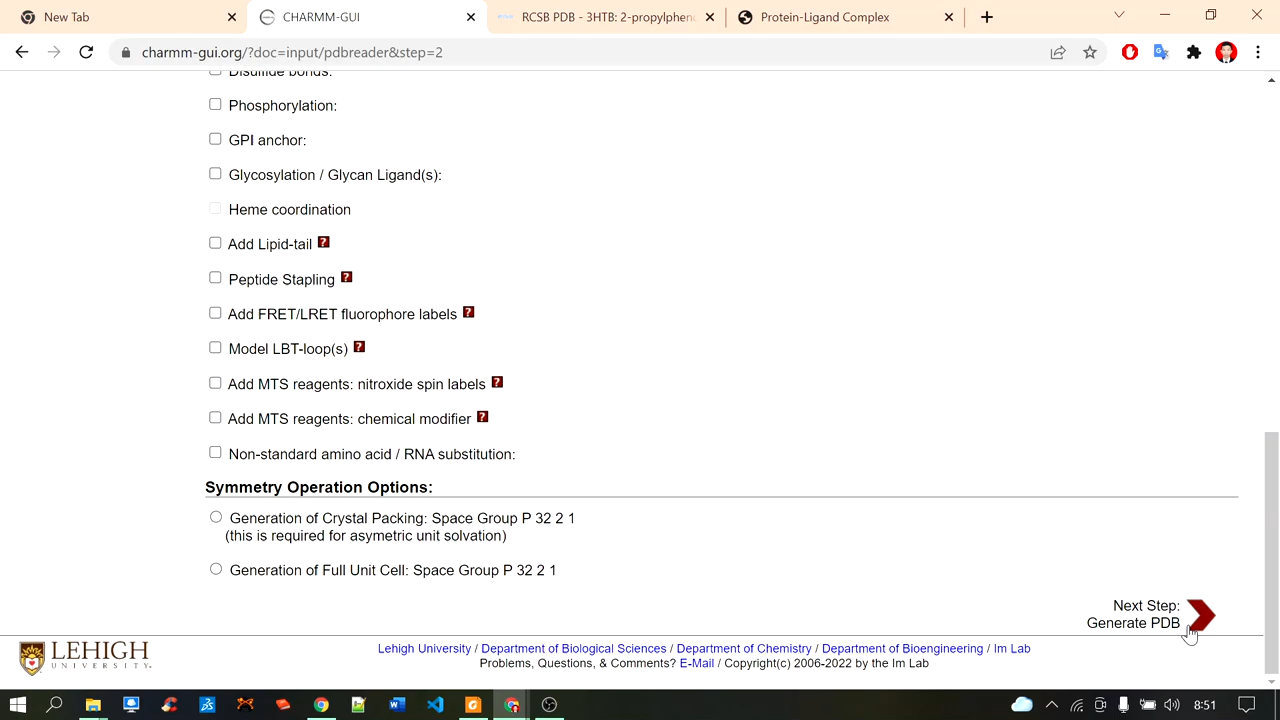 New Tab
CHARMM-GUI
RCSB PDB - 3HTB: 2-propylphen
Protein-Ligand Complex
charmm-gui.org/?doc=input/pdbreader&step=2
Disulfide bonds:
Phosphorylation:
GPI anchor:
Glycosylation / Glycan Ligand(s):
Heme coordination
Add Lipid-tail ?
Peptide Stapling ?
Add FRET/LRET fluorophore labels ?
Model LBT-loop(s) ?
Add MTS reagents: nitroxide spin labels ?
Add MTS reagents: chemical modifier ?
Non-standard amino acid / RNA substitution:
Symmetry Operation Options:
Generation of Crystal Packing: Space Group P 32 2 1
(this is required for asymetric unit solvation)
Generation of Full Unit Cell: Space Group P 32 2 1
Next Step:
Generate PDB
LEHIGH
UNIVERSITY.
Lehigh University / Department of Biological Sciences / Department of Chemistry / Department of Bioengineering / Im Lab
Problems, Questions, & Comments? E-Mail / Copyright(c) 2006-2022 by the Im Lab
8:51